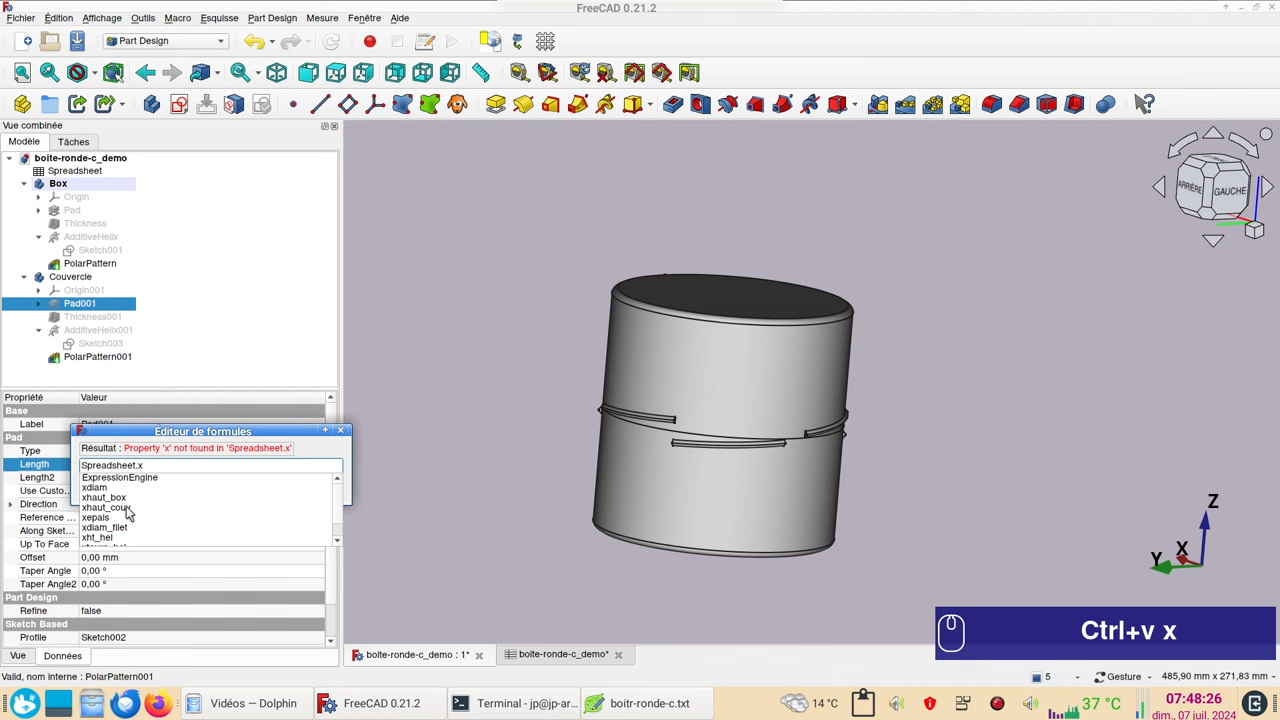 FreeCAD 0.21.2
Fichier Édition Affichage Outils Macro Esquisse Part Design Mesure Fenêtre Aide
Part Design
Vue combinée
Modèle Tâches
boite-ronde-c_demo
Spreadsheet
Box
Origin
Pad
Thickness
AdditiveHelix
Sketch001
PolarPattern
Couvercle
Origin001
Pad001
Thickness001
AdditiveHelix001
Sketch003
PolarPattern001
ARRIÈRE GAUCHE
Z
Y X
Propriété Valeur
Base
Label Pad001
Pad
Type
Length
Length2
Use Custo...
Direction
Reference ...
Along Sket...
Up To Face
Offset 0,00 mm
Taper Angle 0,00 °
Taper Angle2 0,00 °
Part Design
Refine false
Sketch Based
Profile Sketch002
Éditeur de formules
Résultat : Property 'x' not found in 'Spreadsheet.x'
Spreadsheet.x
ExpressionEngine
xdiam
xhaut_box
xhaut_couv
xepais
xdiam_filet
xht_hel
Ctrl+v x
Vue Données
boite-ronde-c_demo : 1*
boite-ronde-c_demo*
Valid, nom interne : PolarPattern001
5 Gesture 485,90 mm x 271,83 mm
Vidéos — Dolphin
FreeCAD 0.21.2
Terminal - jp@jp-ar...
boitr-ronde-c.txt
14 °C
37 °C
07:48:26
dim., 07 juil. 2024